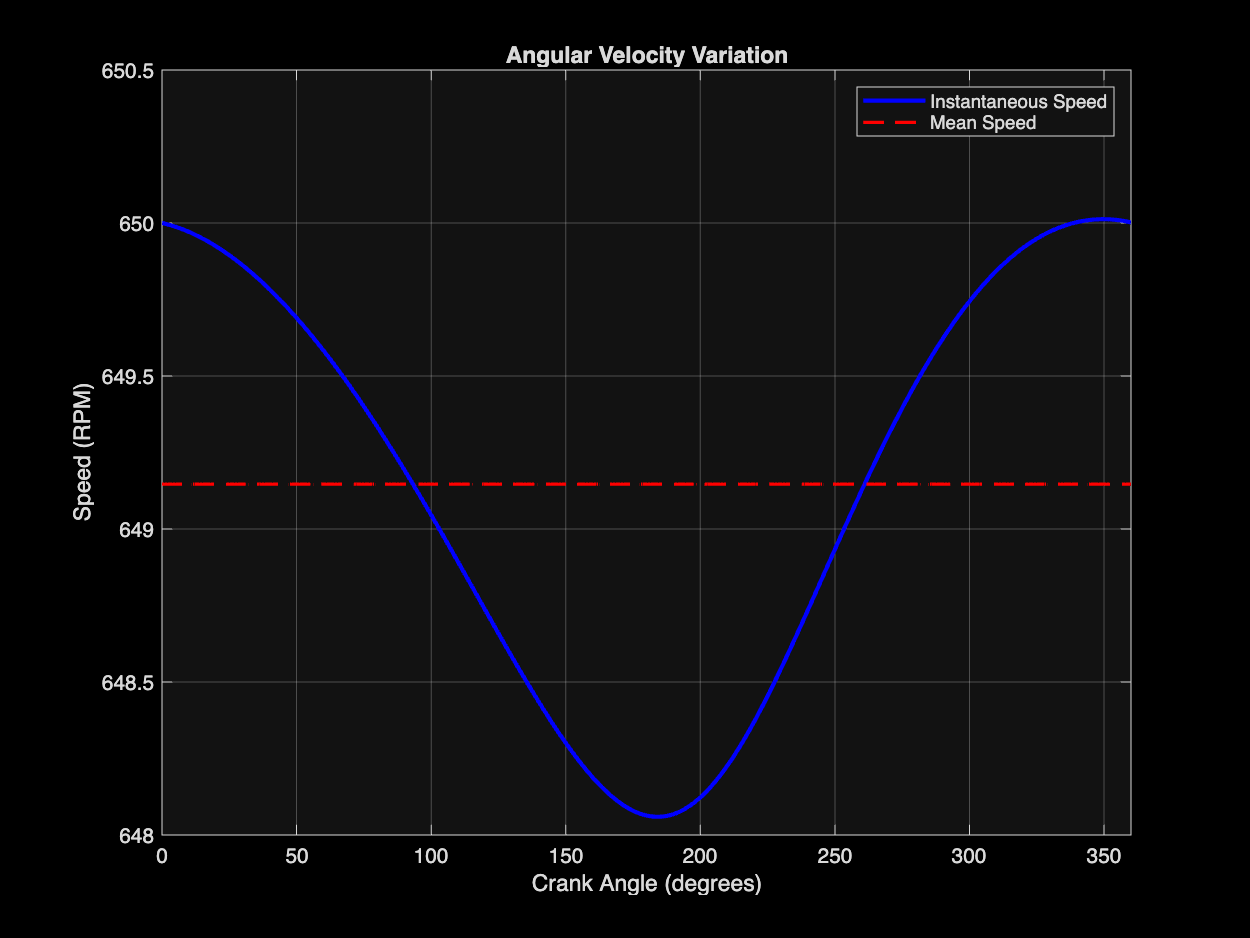 Angular Velocity Variation
650.5
650
649.5
649
648.5
648
Speed (RPM)
Instantaneous Speed
Mean Speed
0 50 100 150 200 250 300 350
Crank Angle (degrees)